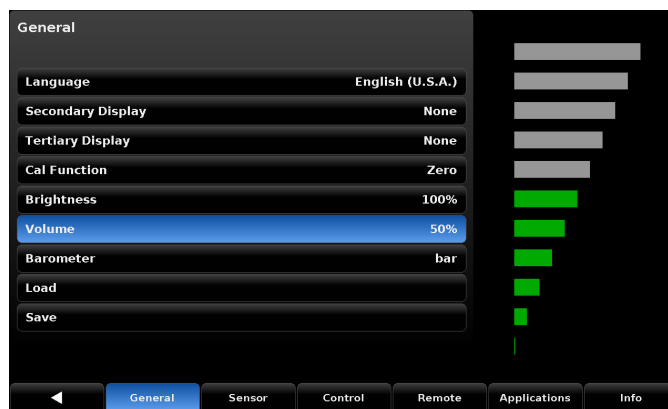 General
Language English (U.S.A.)
Secondary Display None
Tertiary Display None
Cal Function Zero
Brightness 100%
Volume 50%
Barometer bar
Load
Save
General Sensor Control Remote Applications Info